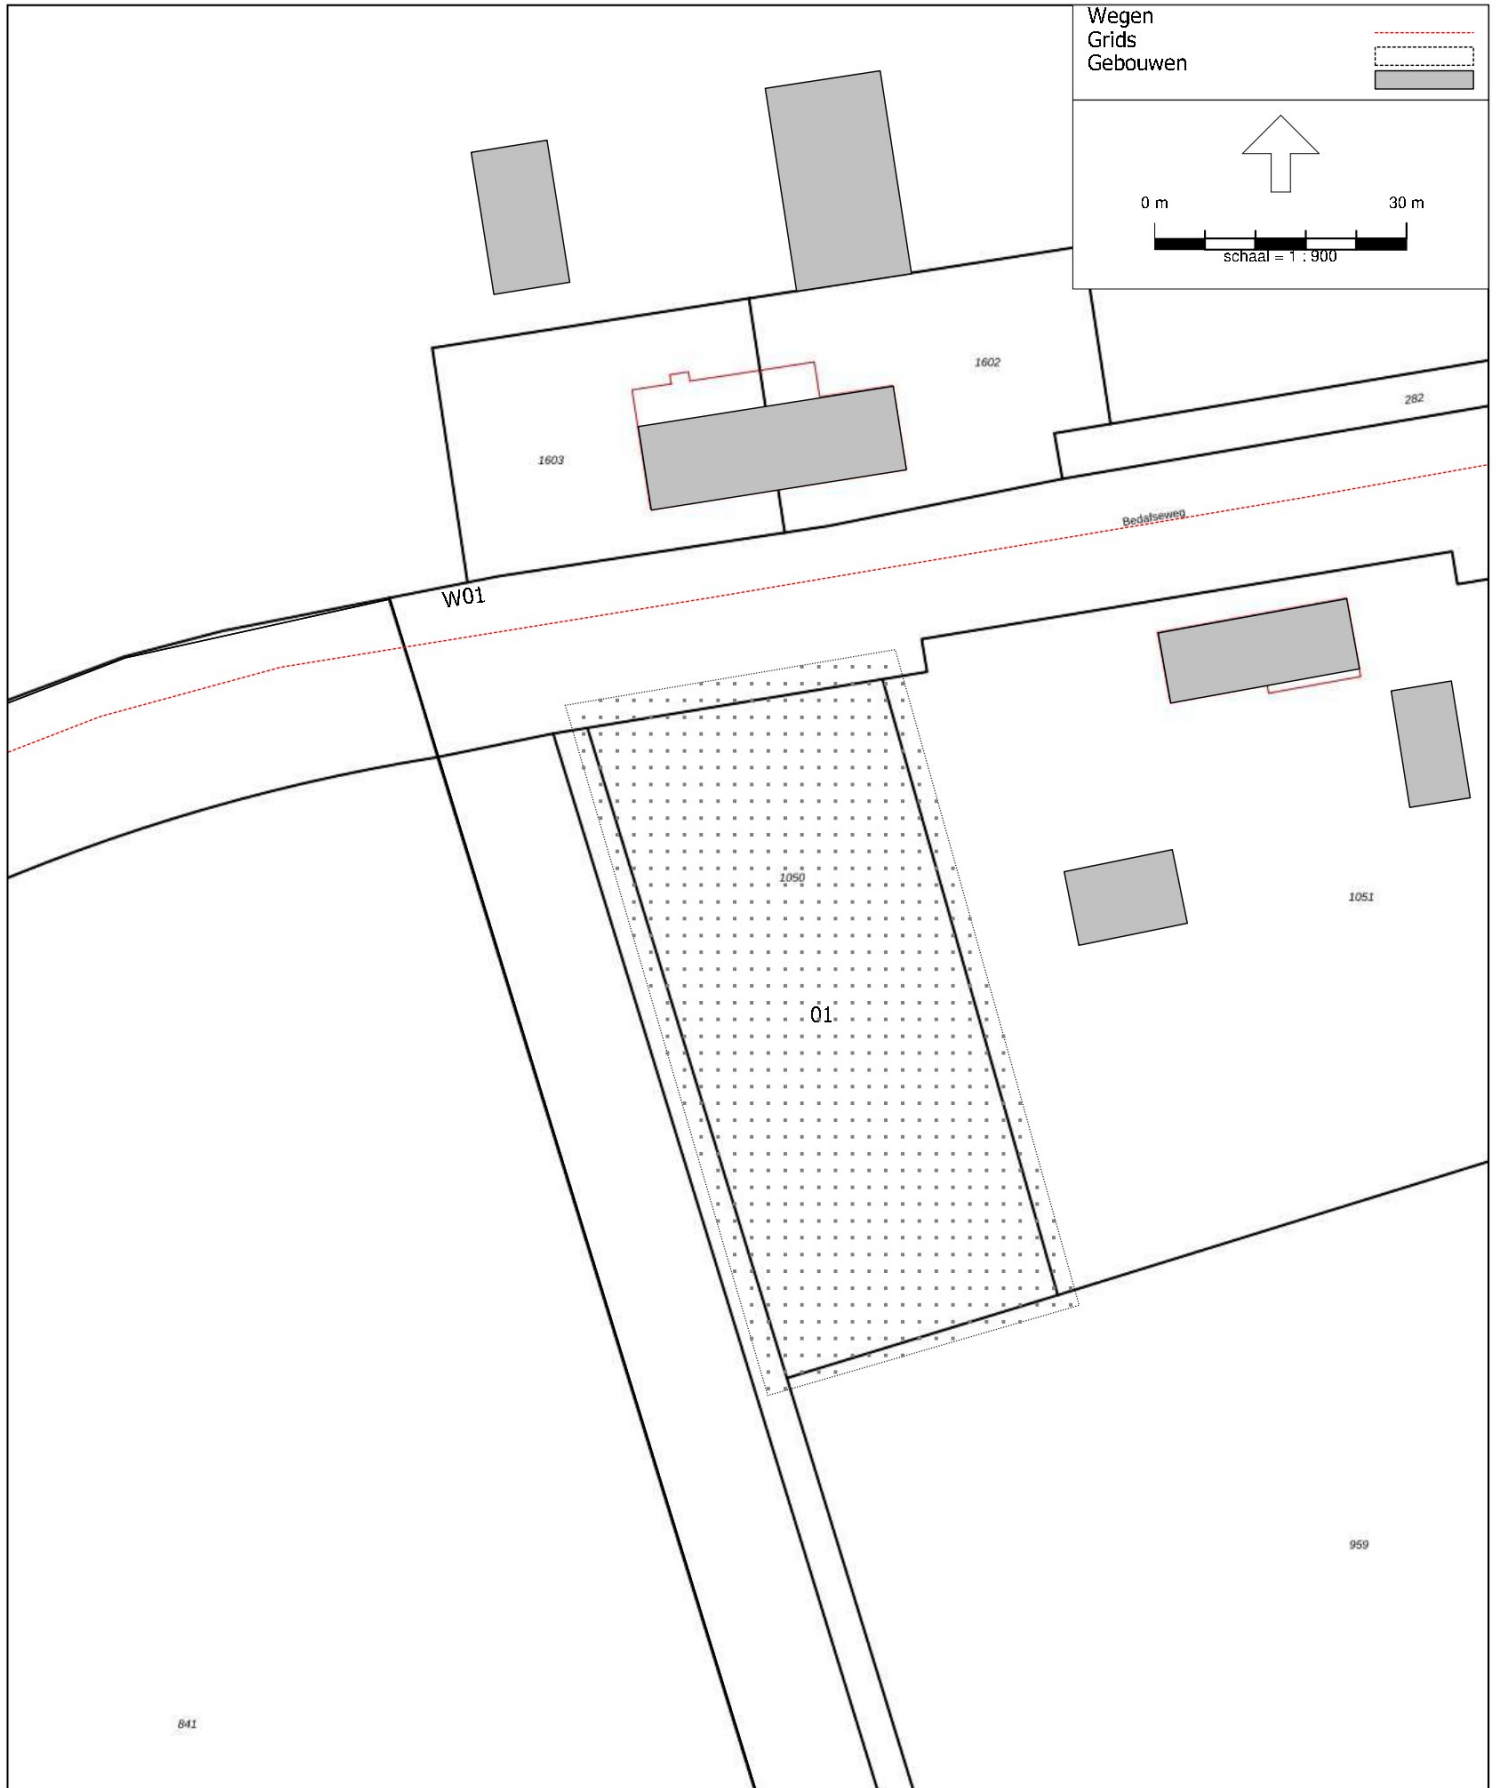 Wegen
Grids
Gebouwen
0 m 30 m
schaal = 1 : 900
1602
282
1603
Bedafseweg
W01
1050
1051
01
959
841